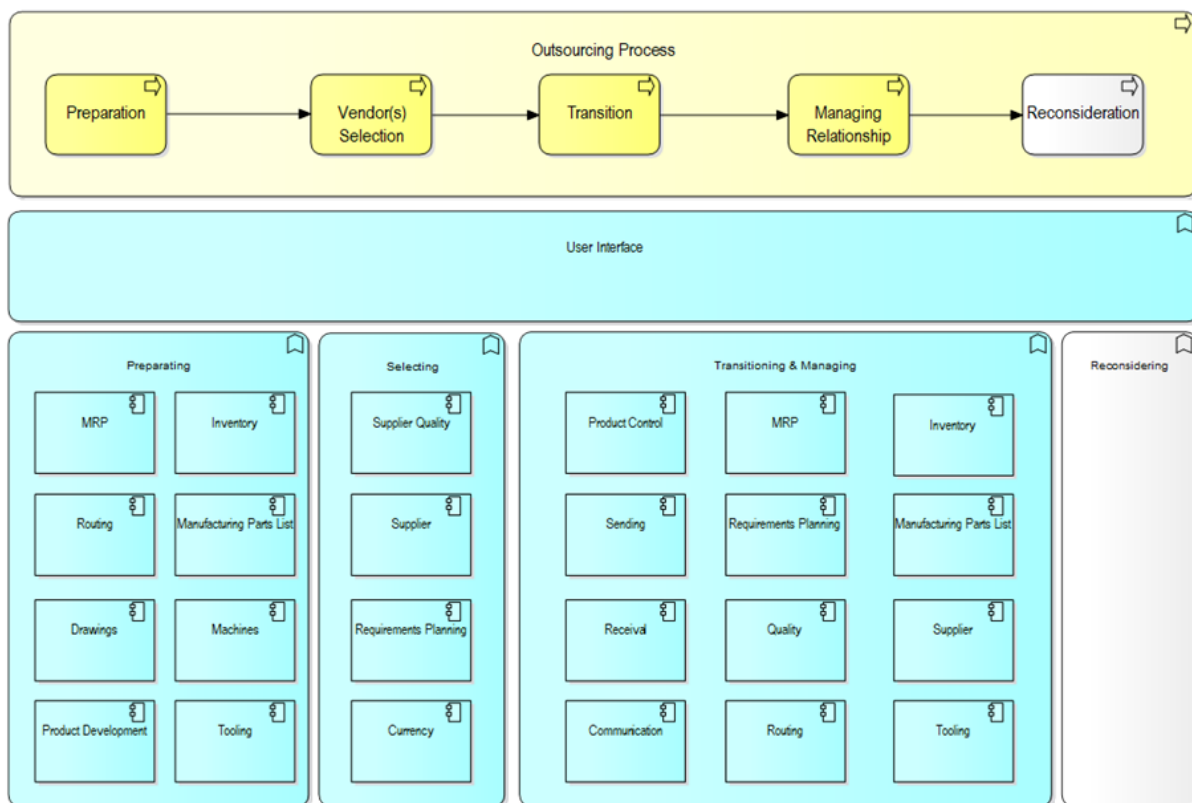 Outsourcing Process
Preparation
Vendor(s)
Selection
Transition
Managing
Relationship
Reconsideration
User Interface
Preparating
MRP
Inventory
Routing
Manufacturing Parts List
Drawings
Machines
Product Development
Tooling
Selecting
Supplier Quality
Supplier
Requirements Planning
Currency
Transitioning & Managing
Product Control
MRP
Inventory
Sending
Requirements Planning
Manufacturing Parts List
Receival
Quality
Supplier
Communication
Routing
Tooling
Reconsidering